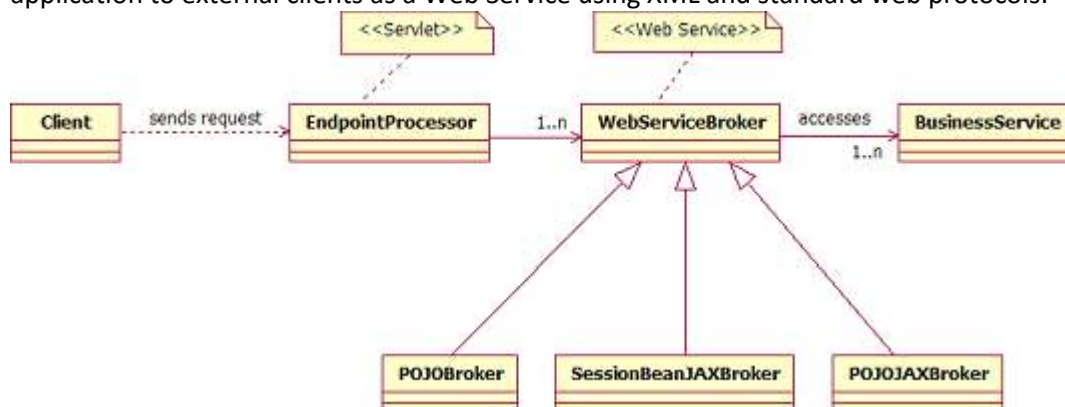 application to external clients as a Web Service using XML and standard web protocols.
<<Servlet>> <<Web Service>>
Client sends request EndpointProcessor 1..n WebServiceBroker accesses BusinessService
1..n
POJOBroker SessionBeanJAXBroker POJOJAXBroker